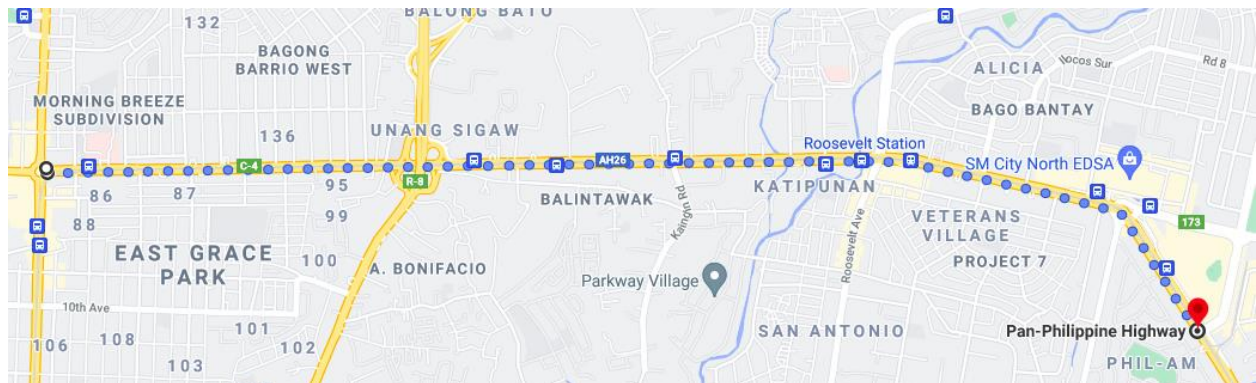 132
BALONG BATO
BAGONG
BARRIO WEST
ALICIA
Ilocos Sur
Rd 8
MORNING BREEZE
SUBDIVISION
BAGO BANTAY
136
UNANG SIGAW
Roosevelt Station
C-4
AH26
SM City North EDSA
R-8
86
87
95
BALINTAWAK
KATIPUNAN
Kaingin Rd
88
99
VETERANS
VILLAGE
173
Roosevelt Ave
EAST GRACE
PARK
100
A. BONIFACIO
Parkway Village
PROJECT 7
10th Ave
101
SAN ANTONIO
Pan-Philippine Highway
106
108
102
103
PHIL-AM